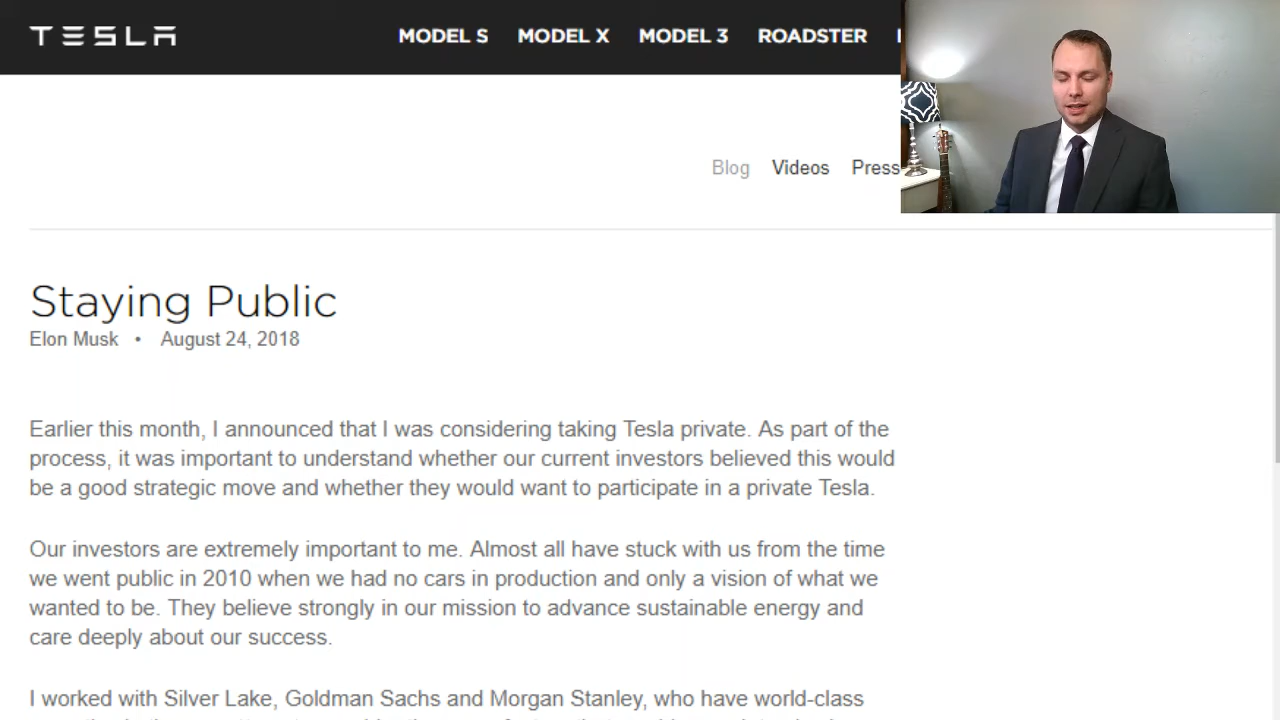 TESLA MODEL S MODEL X MODEL 3 ROADSTER
Blog Videos Press
Staying Public
Elon Musk • August 24, 2018
Earlier this month, I announced that I was considering taking Tesla private. As part of the
process, it was important to understand whether our current investors believed this would
be a good strategic move and whether they would want to participate in a private Tesla.
Our investors are extremely important to me. Almost all have stuck with us from the time
we went public in 2010 when we had no cars in production and only a vision of what we
wanted to be. They believe strongly in our mission to advance sustainable energy and
care deeply about our success.
I worked with Silver Lake, Goldman Sachs and Morgan Stanley, who have world-class